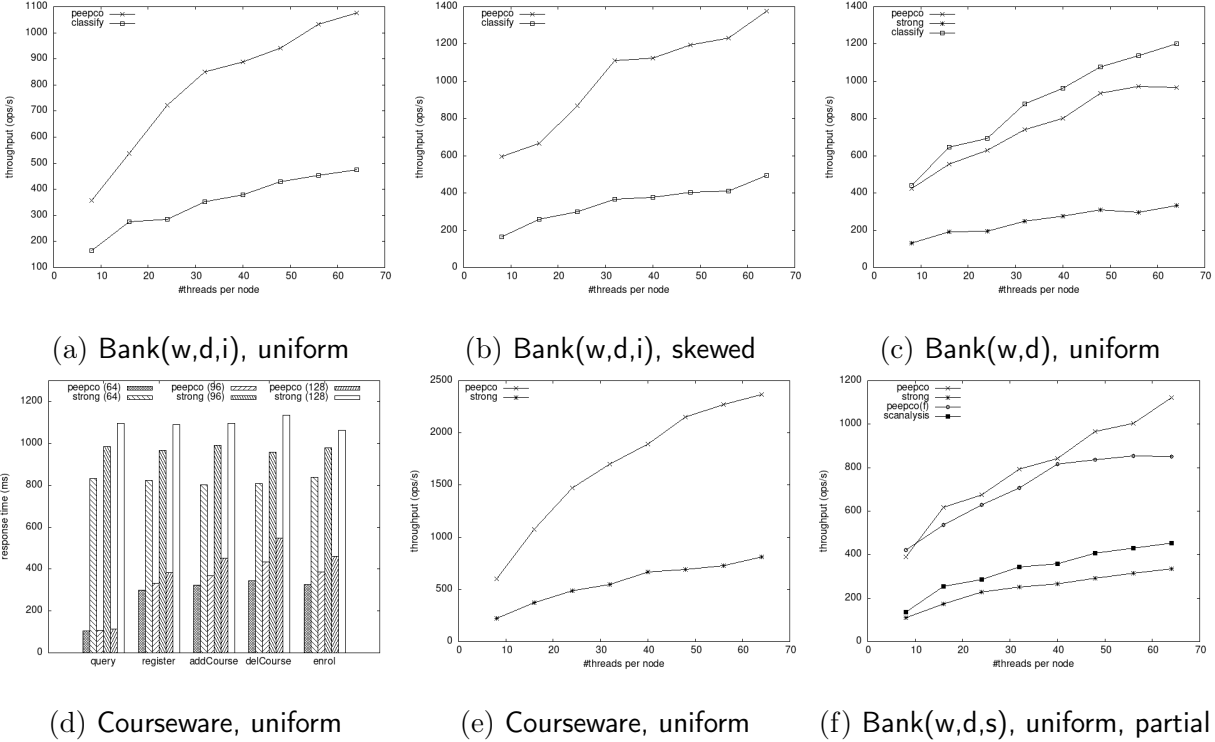 peepco
classify
throughput (ops/s)
1100
1000
900
800
700
600
500
400
300
200
100
0 10 20 30 40 50 60 70
#threads per node
(a) Bank(w,d,i), uniform
peepco
classify
throughput (ops/s)
1400
1200
1000
800
600
400
200
0
0 10 20 30 40 50 60 70
#threads per node
(b) Bank(w,d,i), skewed
peepco
strong
classify
throughput (ops/s)
1400
1200
1000
800
600
400
200
0
0 10 20 30 40 50 60 70
#threads per node
(c) Bank(w,d), uniform
peepco (64) peepco (96) peepco (128)
strong (64) strong (96) strong (128)
response time (ms)
1200
1000
800
600
400
200
0
query register addCourse delCourse enrol
(d) Courseware, uniform
peepco
strong
throughput (ops/s)
2500
2000
1500
1000
500
0
0 10 20 30 40 50 60 70
#threads per node
(e) Courseware, uniform
peepco
strong
peepco(f)
scanalysis
throughput (ops/s)
1200
1000
800
600
400
200
0
0 10 20 30 40 50 60 70
#threads per node
(f) Bank(w,d,s), uniform, partial